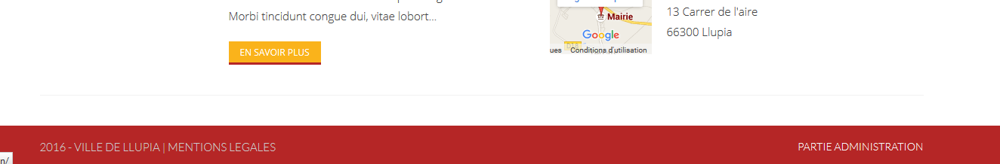 Morbi tincidunt congue dui, vitae lobort...
EN SAVOIR PLUS
Mairie
Google
D18
ues Conditions d'utilisation
13 Carrer de l'aire
66300 Llupia
2016 - VILLE DE LLUPIA | MENTIONS LEGALES
PARTIE ADMINISTRATION
n/